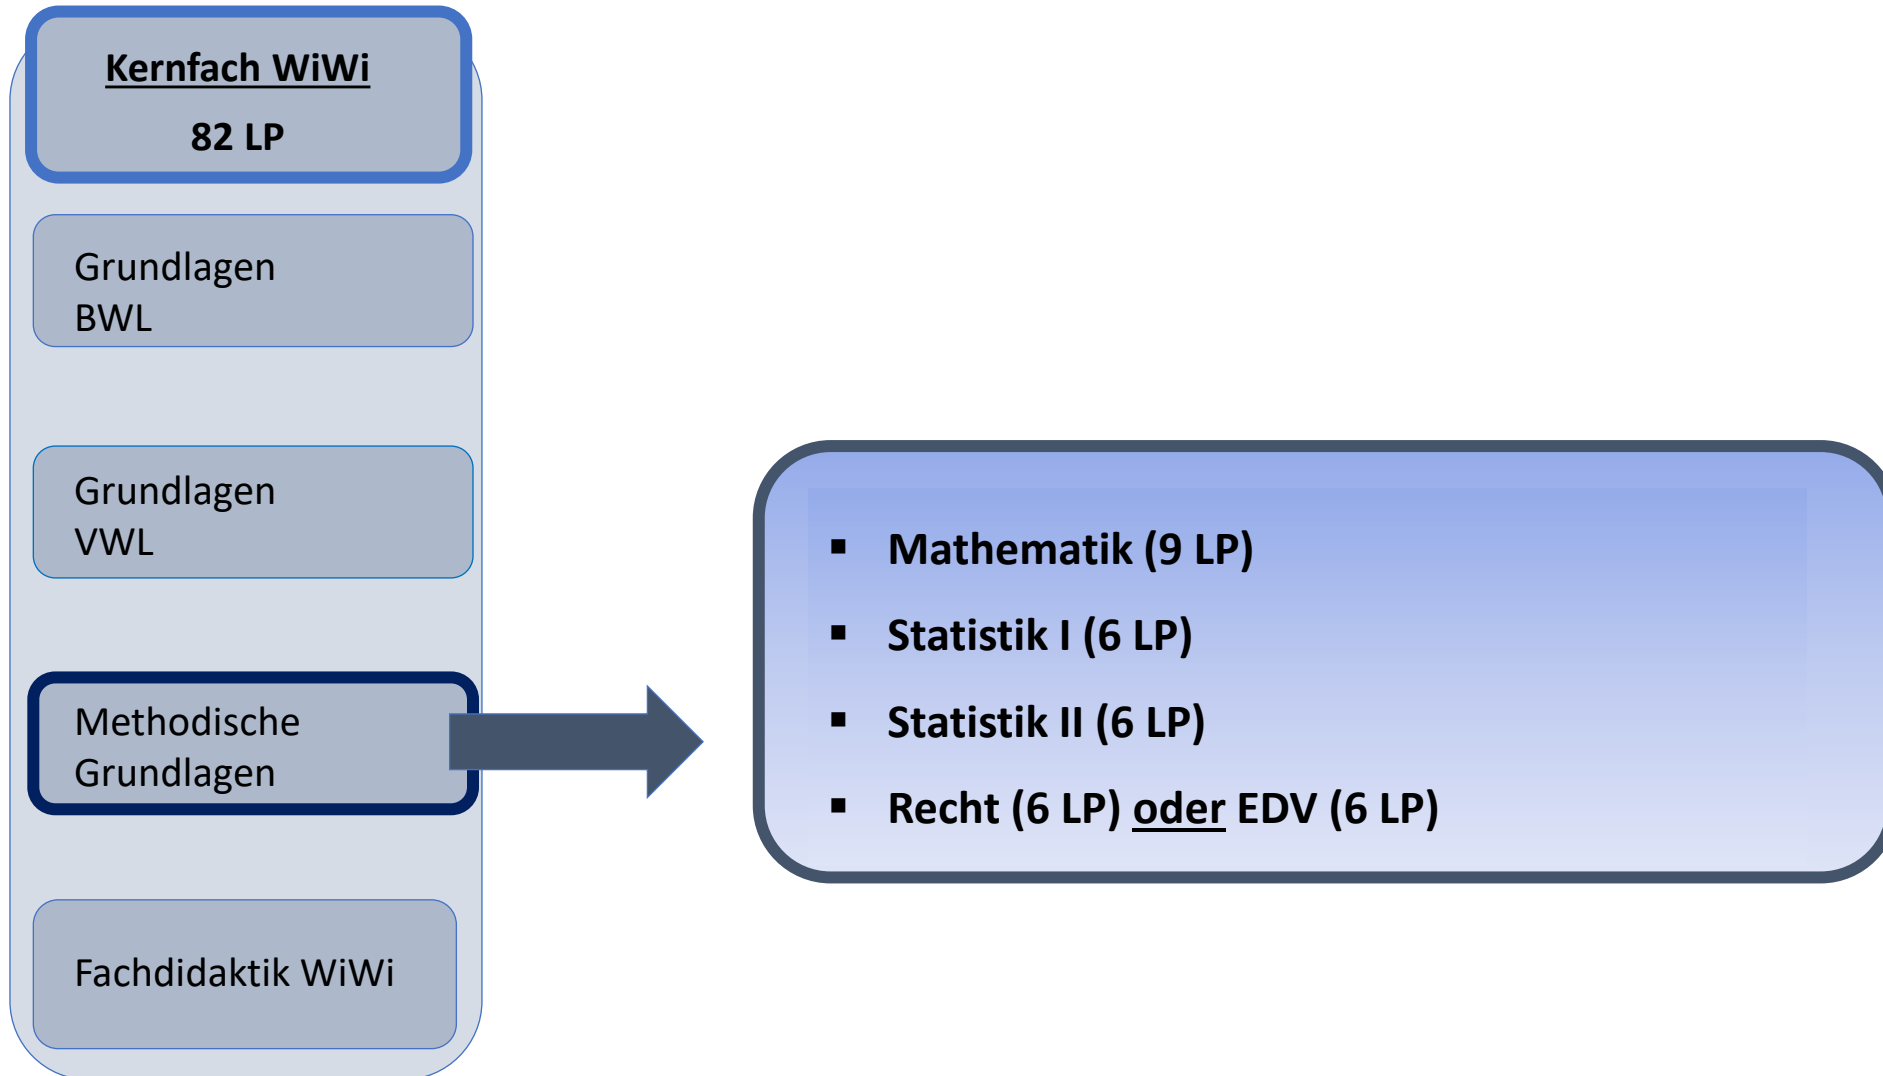 Kernfach WiWi
82 LP
Grundlagen
BWL
Grundlagen
VWL
Methodische
Grundlagen
Fachdidaktik WiWi
▪ Mathematik (9 LP)
▪ Statistik I (6 LP)
▪ Statistik II (6 LP)
▪ Recht (6 LP) oder EDV (6 LP)